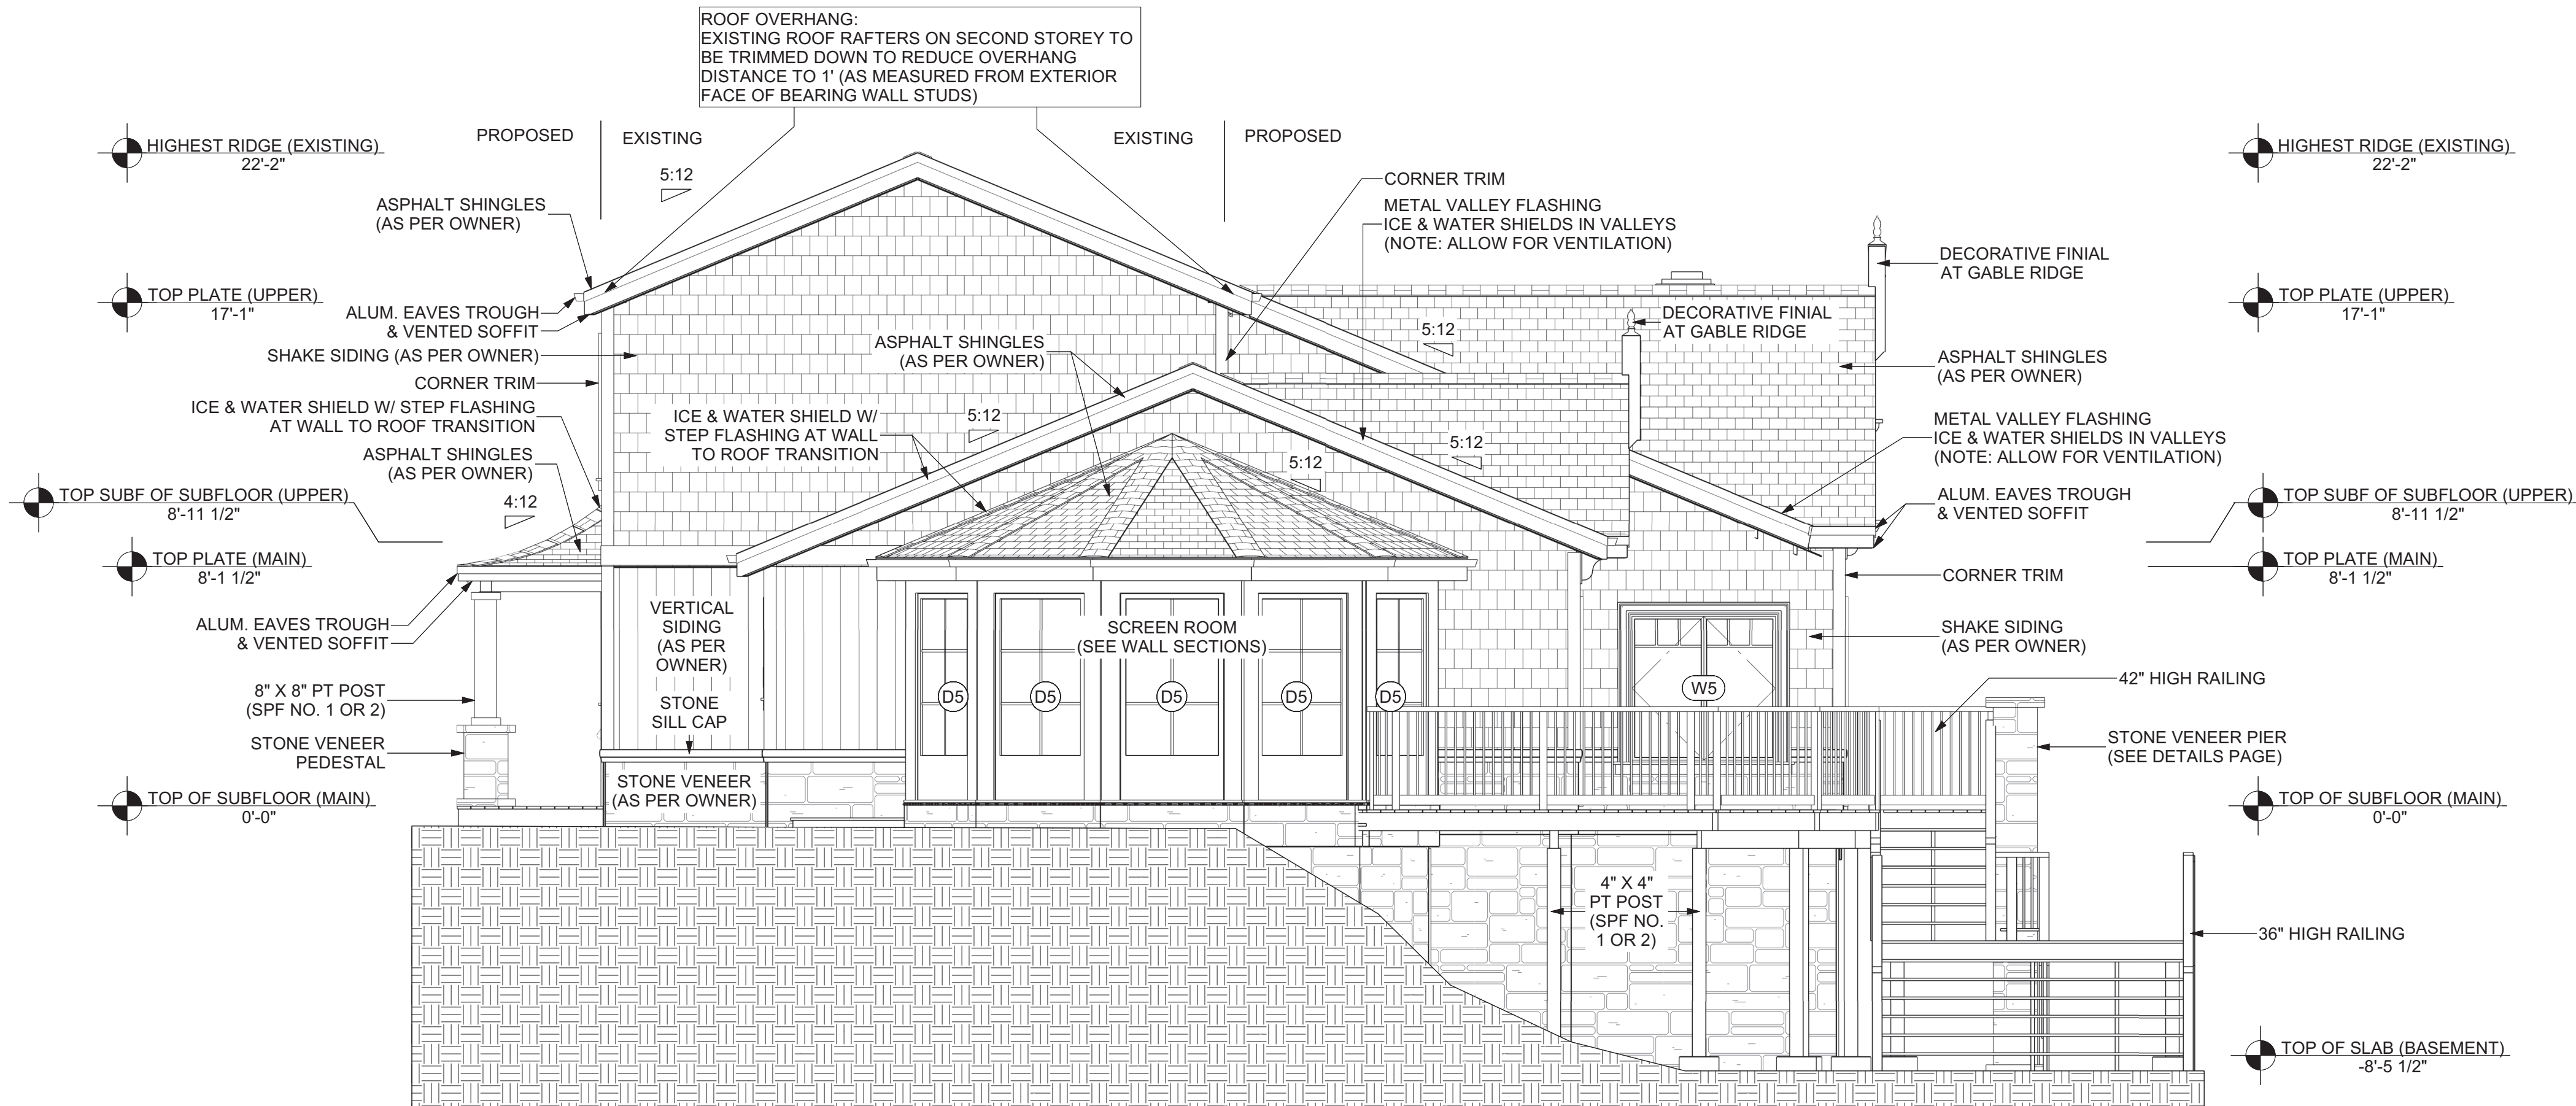 ROOF OVERHANG:
EXISTING ROOF RAFTERS ON SECOND STOREY TO
BE TRIMMED DOWN TO REDUCE OVERHANG
DISTANCE TO 1' (AS MEASURED FROM EXTERIOR
FACE OF BEARING WALL STUDS)
PROPOSED
EXISTING
EXISTING
PROPOSED
HIGHEST RIDGE (EXISTING)
22'-2"
HIGHEST RIDGE (EXISTING)
22'-2"
5:12
CORNER TRIM
METAL VALLEY FLASHING
ICE & WATER SHIELDS IN VALLEYS
(NOTE: ALLOW FOR VENTILATION)
ASPHALT SHINGLES
(AS PER OWNER)
DECORATIVE FINIAL
AT GABLE RIDGE
TOP PLATE (UPPER)
17'-1"
TOP PLATE (UPPER)
17'-1"
ALUM. EAVES TROUGH
& VENTED SOFFIT
DECORATIVE FINIAL
AT GABLE RIDGE
5:12
SHAKE SIDING (AS PER OWNER)
ASPHALT SHINGLES
(AS PER OWNER)
ASPHALT SHINGLES
(AS PER OWNER)
CORNER TRIM
ICE & WATER SHIELD W/ STEP FLASHING
AT WALL TO ROOF TRANSITION
ICE & WATER SHIELD W/
STEP FLASHING AT WALL
TO ROOF TRANSITION
5:12
5:12
5:12
METAL VALLEY FLASHING
ICE & WATER SHIELDS IN VALLEYS
(NOTE: ALLOW FOR VENTILATION)
ASPHALT SHINGLES
(AS PER OWNER)
4:12
TOP SUBF OF SUBFLOOR (UPPER)
8'-11 1/2"
ALUM. EAVES TROUGH
& VENTED SOFFIT
TOP SUBF OF SUBFLOOR (UPPER)
8'-11 1/2"
TOP PLATE (MAIN)
8'-1 1/2"
TOP PLATE (MAIN)
8'-1 1/2"
CORNER TRIM
ALUM. EAVES TROUGH
& VENTED SOFFIT
VERTICAL
SIDING
(AS PER
OWNER)
SCREEN ROOM
(SEE WALL SECTIONS)
SHAKE SIDING
(AS PER OWNER)
8" X 8" PT POST
(SPF NO. 1 OR 2)
STONE
SILL CAP
D5
D5
D5
D5
D5
W5
42" HIGH RAILING
STONE VENEER
PEDESTAL
STONE VENEER PIER
(SEE DETAILS PAGE)
STONE VENEER
(AS PER OWNER)
TOP OF SUBFLOOR (MAIN)
0'-0"
TOP OF SUBFLOOR (MAIN)
0'-0"
4" X 4"
PT POST
(SPF NO.
1 OR 2)
36" HIGH RAILING
TOP OF SLAB (BASEMENT)
-8'-5 1/2"